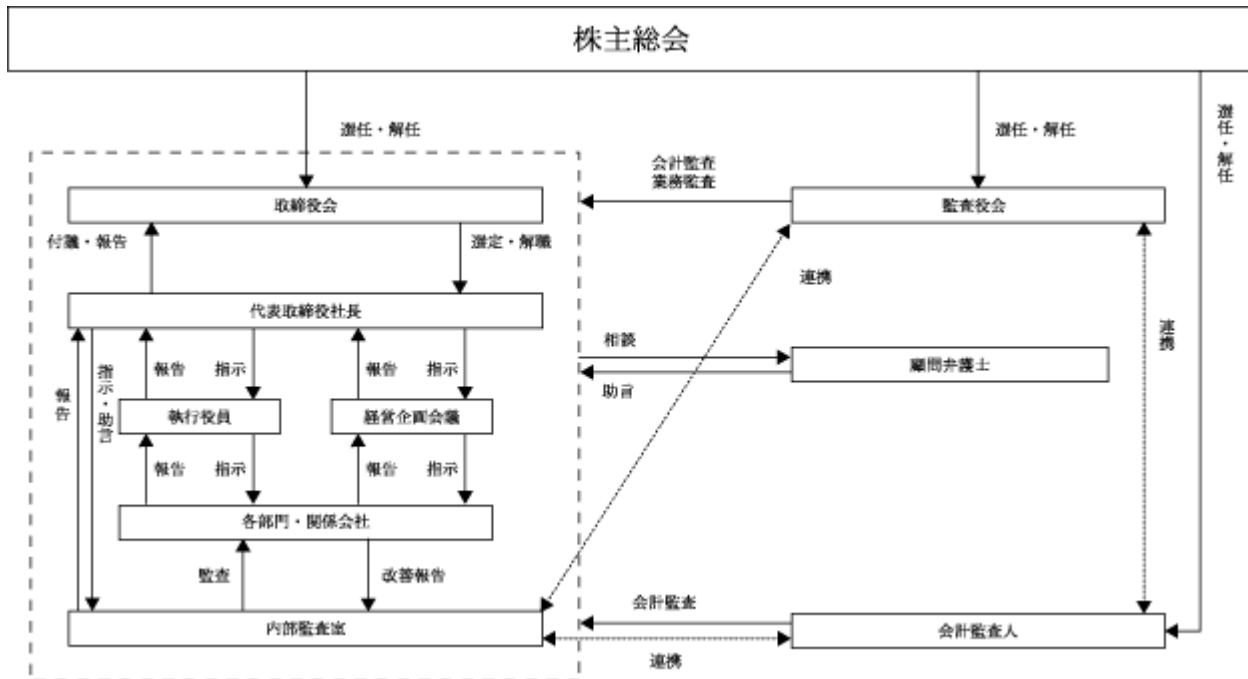 株主総会
選任・解任
選任・解任
選任・解任
会計監査
業務監査
取締役会
監査役会
付議・報告
選定・解職
連携
代表取締役社長
連携
報告
指示・助言
報告
指示
報告
指示
相談
助言
顧問弁護士
執行役員
経営企画会議
報告
指示
報告
指示
各部門・関係会社
監査
改善報告
会計監査
内部監査室
会計監査人
連携